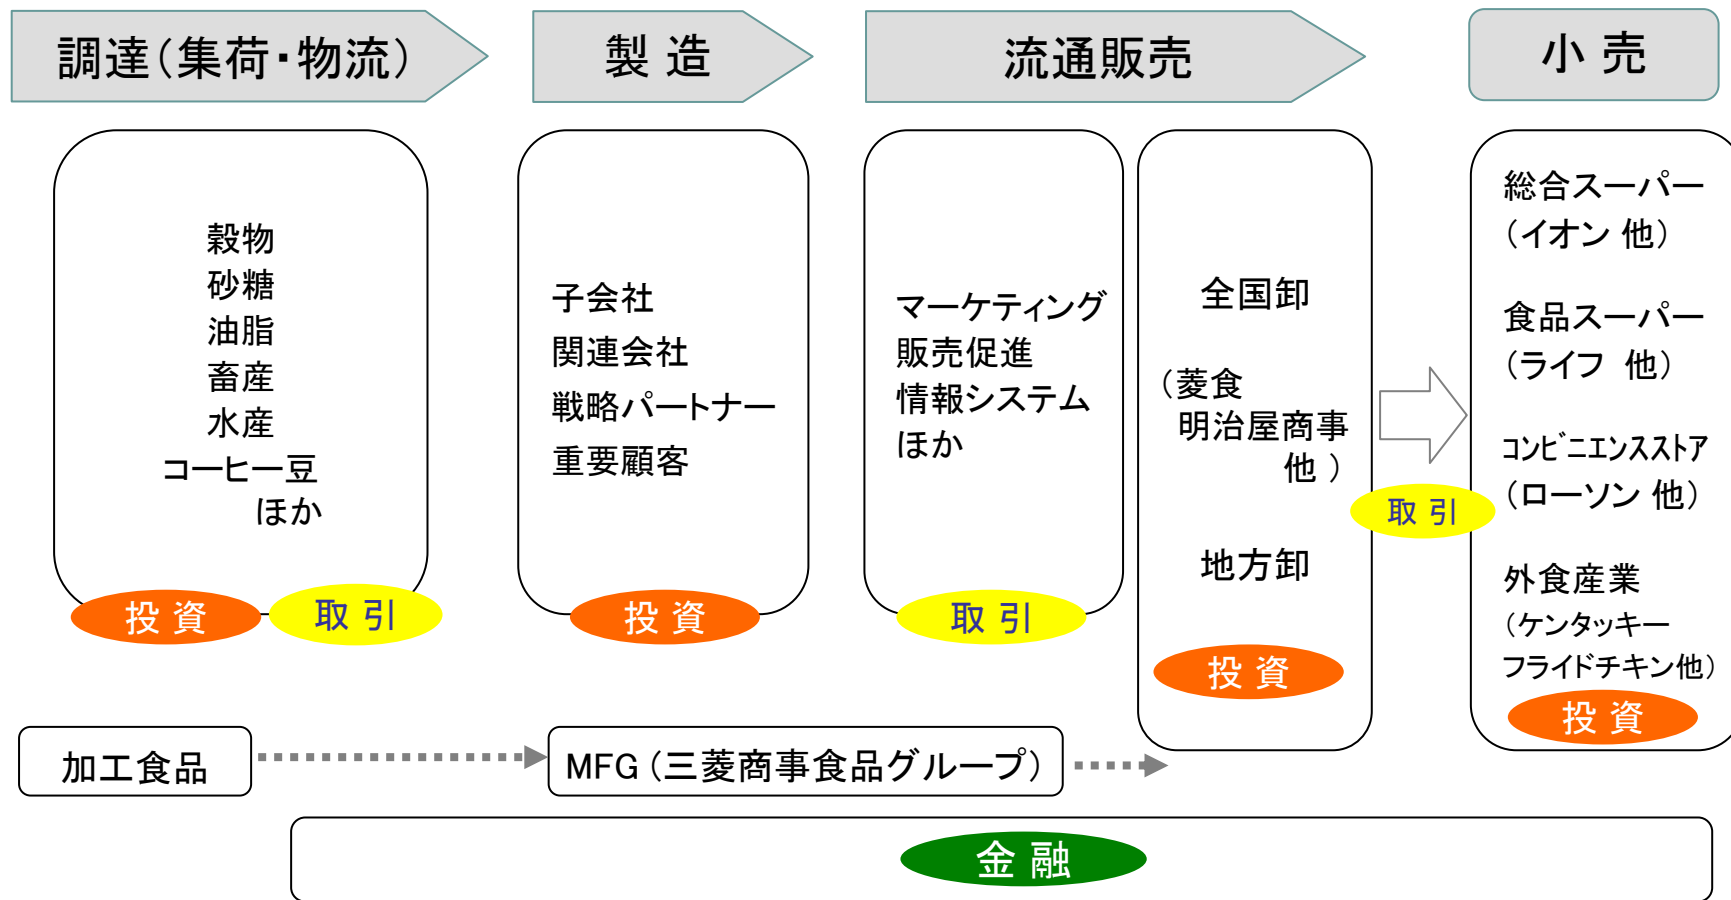 調達（集荷・物流）
製 造
流通販売
小 売
穀物
砂糖
油脂
畜産
水産
コーヒー豆
ほか
投 資
取 引
子会社
関連会社
戦略パートナー
重要顧客
投 資
マーケティング
販売促進
情報システム
ほか
取 引
全国卸
（菱食
明治屋商事
他 ）
地方卸
投 資
取 引
総合スーパー
（イオン 他）
食品スーパー
（ライフ 他）
コンビニエンスストア
（ローソン 他）
外食産業
（ケンタッキー
フライドチキン他）
投 資
加工食品
MFG（三菱商事食品グループ）
金 融